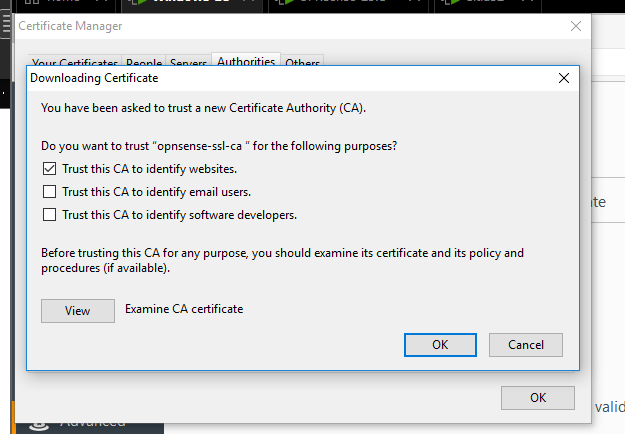 Certificate Manager
Your Certificates People Servers Authorities Others
Downloading Certificate
You have been asked to trust a new Certificate Authority (CA).
Do you want to trust “opnsense-ssl-ca “ for the following purposes?
Trust this CA to identify websites.
Trust this CA to identify email users.
Trust this CA to identify software developers.
Before trusting this CA for any purpose, you should examine its certificate and its policy and
procedures (if available).
View Examine CA certificate
OK Cancel
OK
valid
Advanced